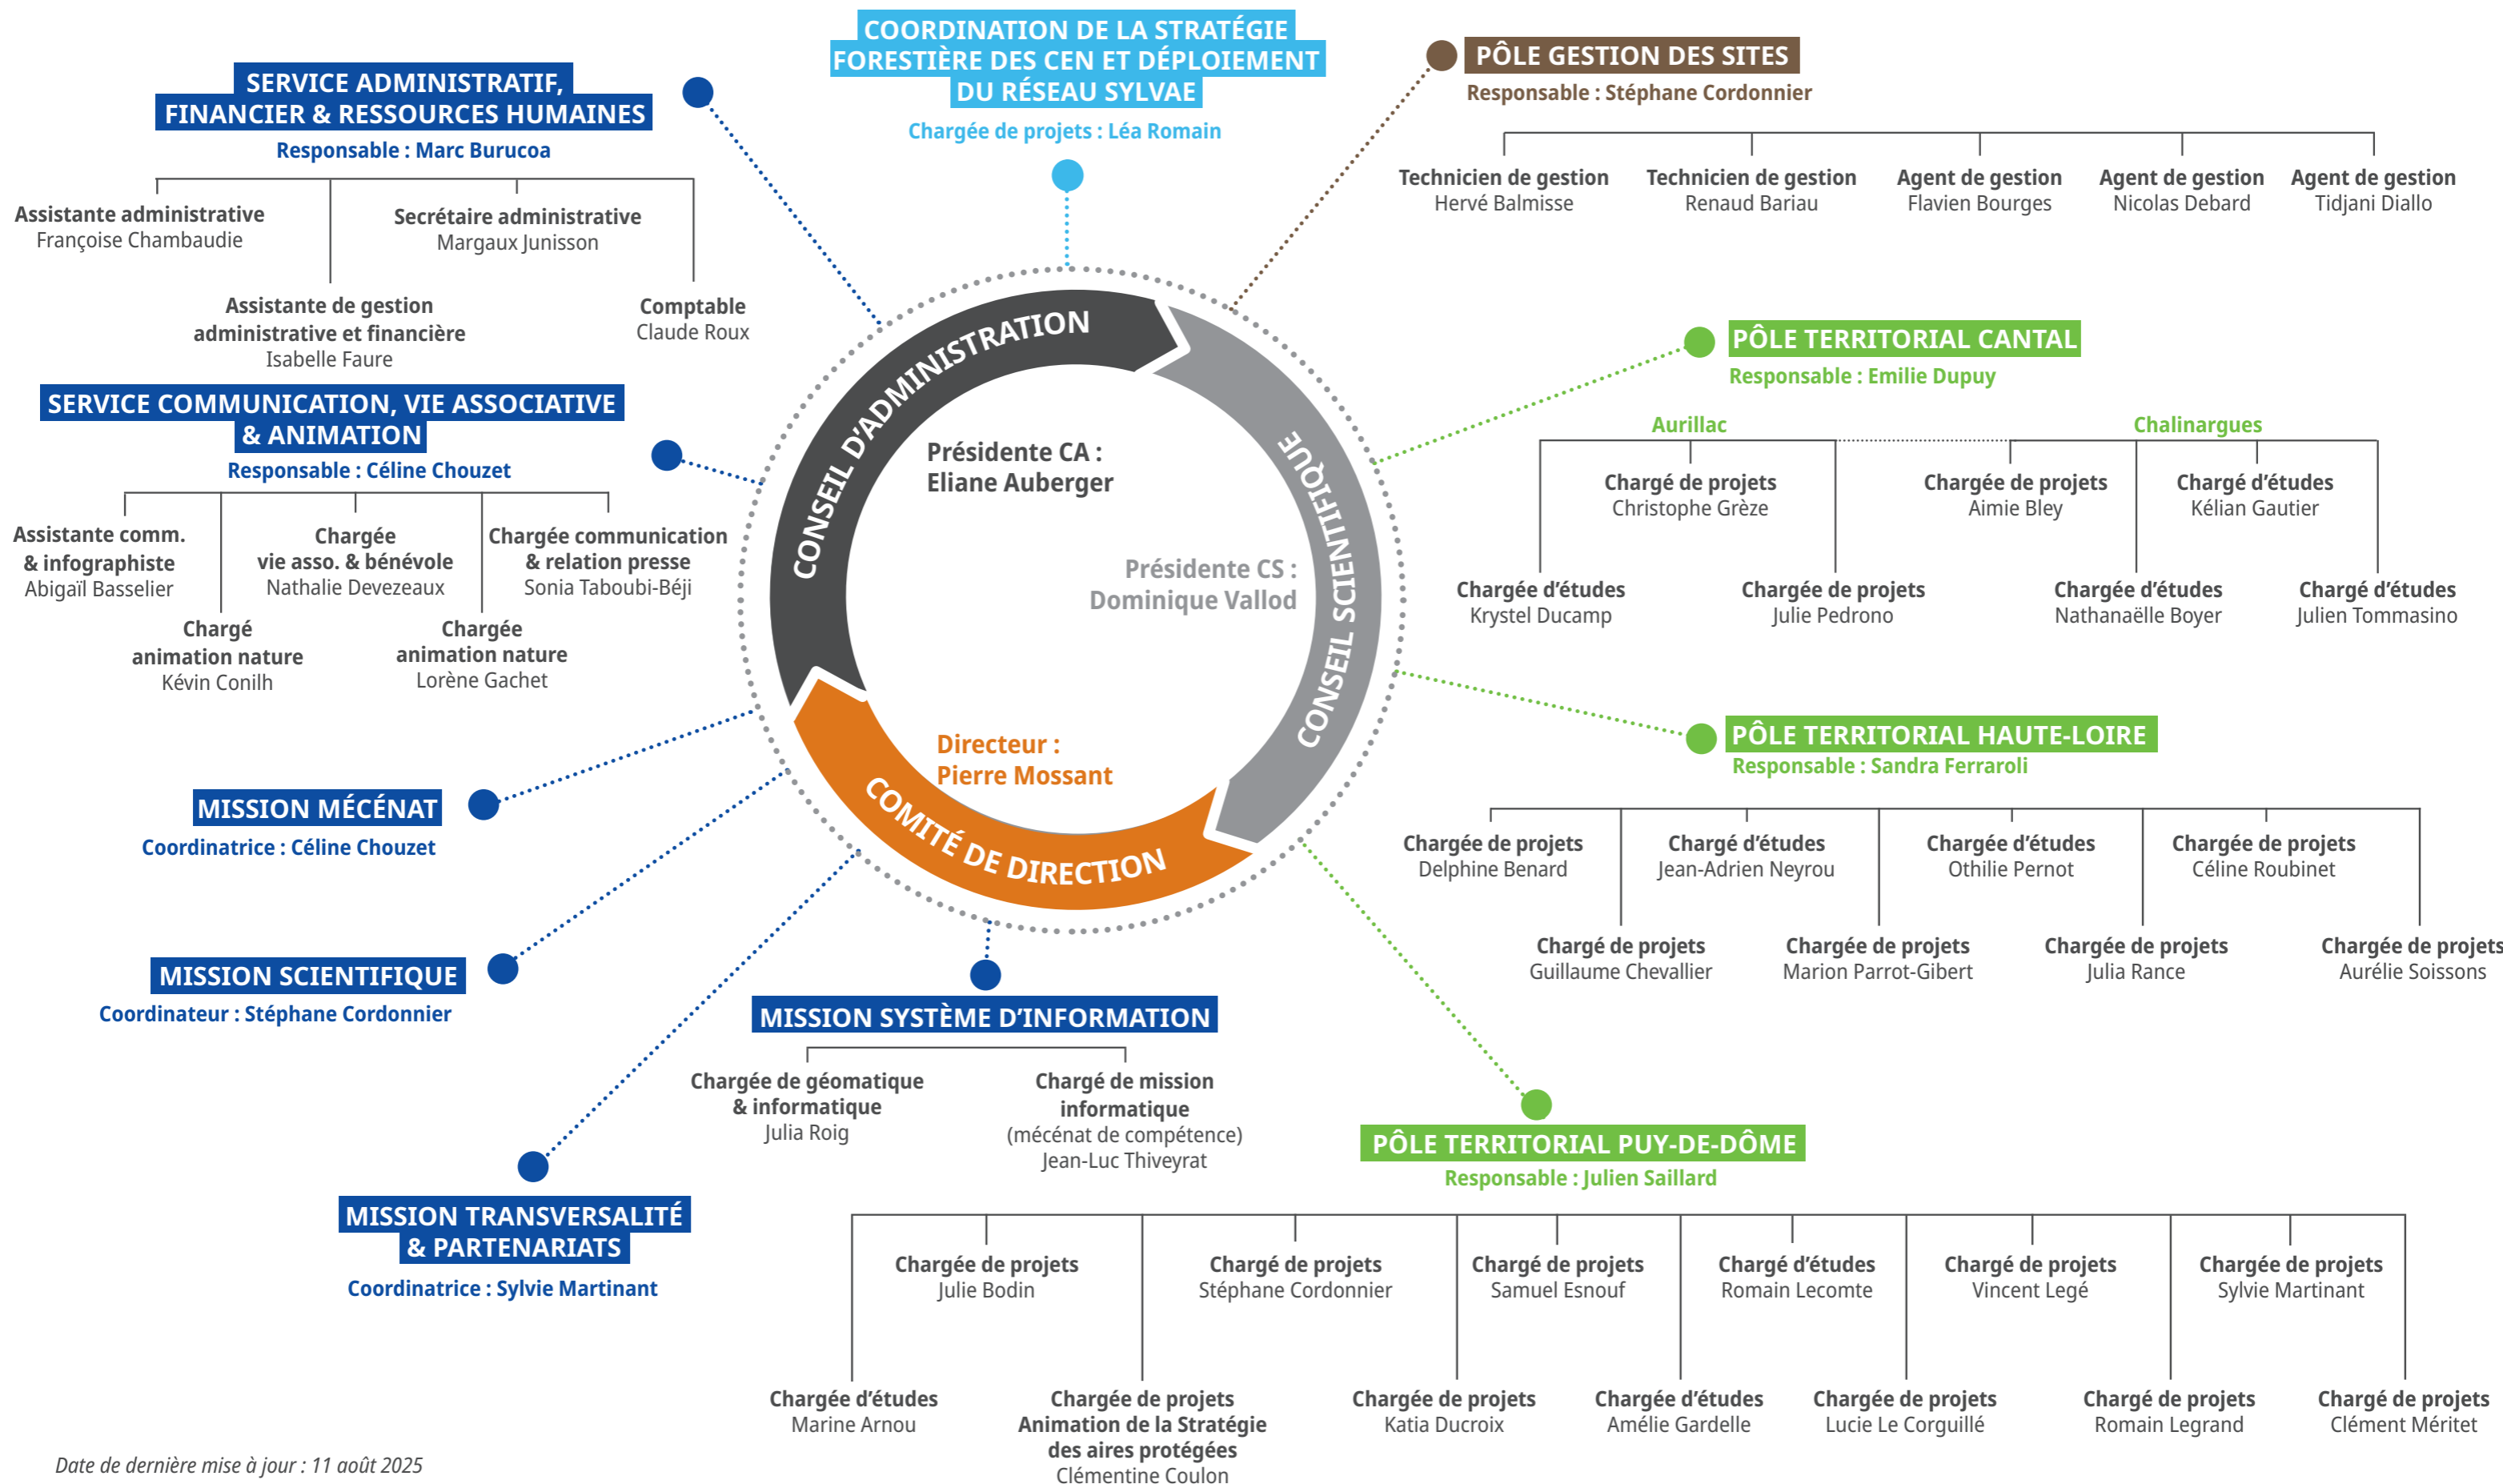 COORDINATION DE LA STRATÉGIE
FORESTIÈRE DES CEN ET DÉPLOIEMENT
DU RÉSEAU SYLVAE
Chargée de projets : Léa Romain
SERVICE ADMINISTRATIF,
FINANCIER & RESSOURCES HUMAINES
Responsable : Marc Burucoa
Assistante administrative
Françoise Chambaudie
Secrétaire administrative
Margaux Junisson
Assistante de gestion
administrative et financière
Isabelle Faure
Comptable
Claude Roux
SERVICE COMMUNICATION, VIE ASSOCIATIVE
& ANIMATION
Responsable : Céline Chouzet
Assistante comm.
& infographiste
Abigaïl Basselier
Chargée
vie asso. & bénévole
Nathalie Devezeaux
Chargée communication
& relation presse
Sonia Taboubi-Béji
Chargé
animation nature
Kévin Conilh
Chargée
animation nature
Lorène Gachet
MISSION MÉCÉNAT
Coordinatrice : Céline Chouzet
MISSION SCIENTIFIQUE
Coordinateur : Stéphane Cordonnier
MISSION TRANSVERSALITÉ
& PARTENARIATS
Coordinatrice : Sylvie Martinant
MISSION SYSTÈME D'INFORMATION
Chargée de géomatique
& informatique
Julia Roig
Chargé de mission
informatique
(mécénat de compétence)
Jean-Luc Thiveyrat
CONSEIL D'ADMINISTRATION
Présidente CA :
Eliane Auberger
CONSEIL SCIENTIFIQUE
Présidente CS :
Dominique Vallod
COMITÉ DE DIRECTION
Directeur :
Pierre Mossant
PÔLE GESTION DES SITES
Responsable : Stéphane Cordonnier
Technicien de gestion
Hervé Balmisse
Technicien de gestion
Renaud Bariau
Agent de gestion
Flavien Bourges
Agent de gestion
Nicolas Debard
Agent de gestion
Tidjani Diallo
PÔLE TERRITORIAL CANTAL
Responsable : Emilie Dupuy
Aurillac
Chalinargues
Chargé de projets
Christophe Grèze
Chargée de projets
Aimie Bley
Chargé d'études
Kélian Gautier
Chargée d'études
Krystel Ducamp
Chargée de projets
Julie Pedrono
Chargée d'études
Nathanaëlle Boyer
Chargé d'études
Julien Tommasino
PÔLE TERRITORIAL HAUTE-LOIRE
Responsable : Sandra Ferraroli
Chargée de projets
Delphine Benard
Chargé d'études
Jean-Adrien Neyrou
Chargée d'études
Othilie Pernot
Chargée de projets
Céline Roubinet
Chargé de projets
Guillaume Chevallier
Chargée de projets
Marion Parrot-Gibert
Chargée de projets
Julia Rance
Chargée de projets
Aurélie Soissons
PÔLE TERRITORIAL PUY-DE-DÔME
Responsable : Julien Saillard
Chargée de projets
Julie Bodin
Chargé de projets
Stéphane Cordonnier
Chargé de projets
Samuel Esnouf
Chargé d'études
Romain Lecomte
Chargé de projets
Vincent Legé
Chargée de projets
Sylvie Martinant
Chargée d'études
Marine Arnou
Chargée de projets
Animation de la Stratégie
des aires protégées
Clémentine Coulon
Chargée de projets
Katia Ducroix
Chargée d'études
Amélie Gardelle
Chargée de projets
Lucie Le Corguillé
Chargé de projets
Romain Legrand
Chargé de projets
Clément Méritet
Date de dernière mise à jour : 11 août 2025